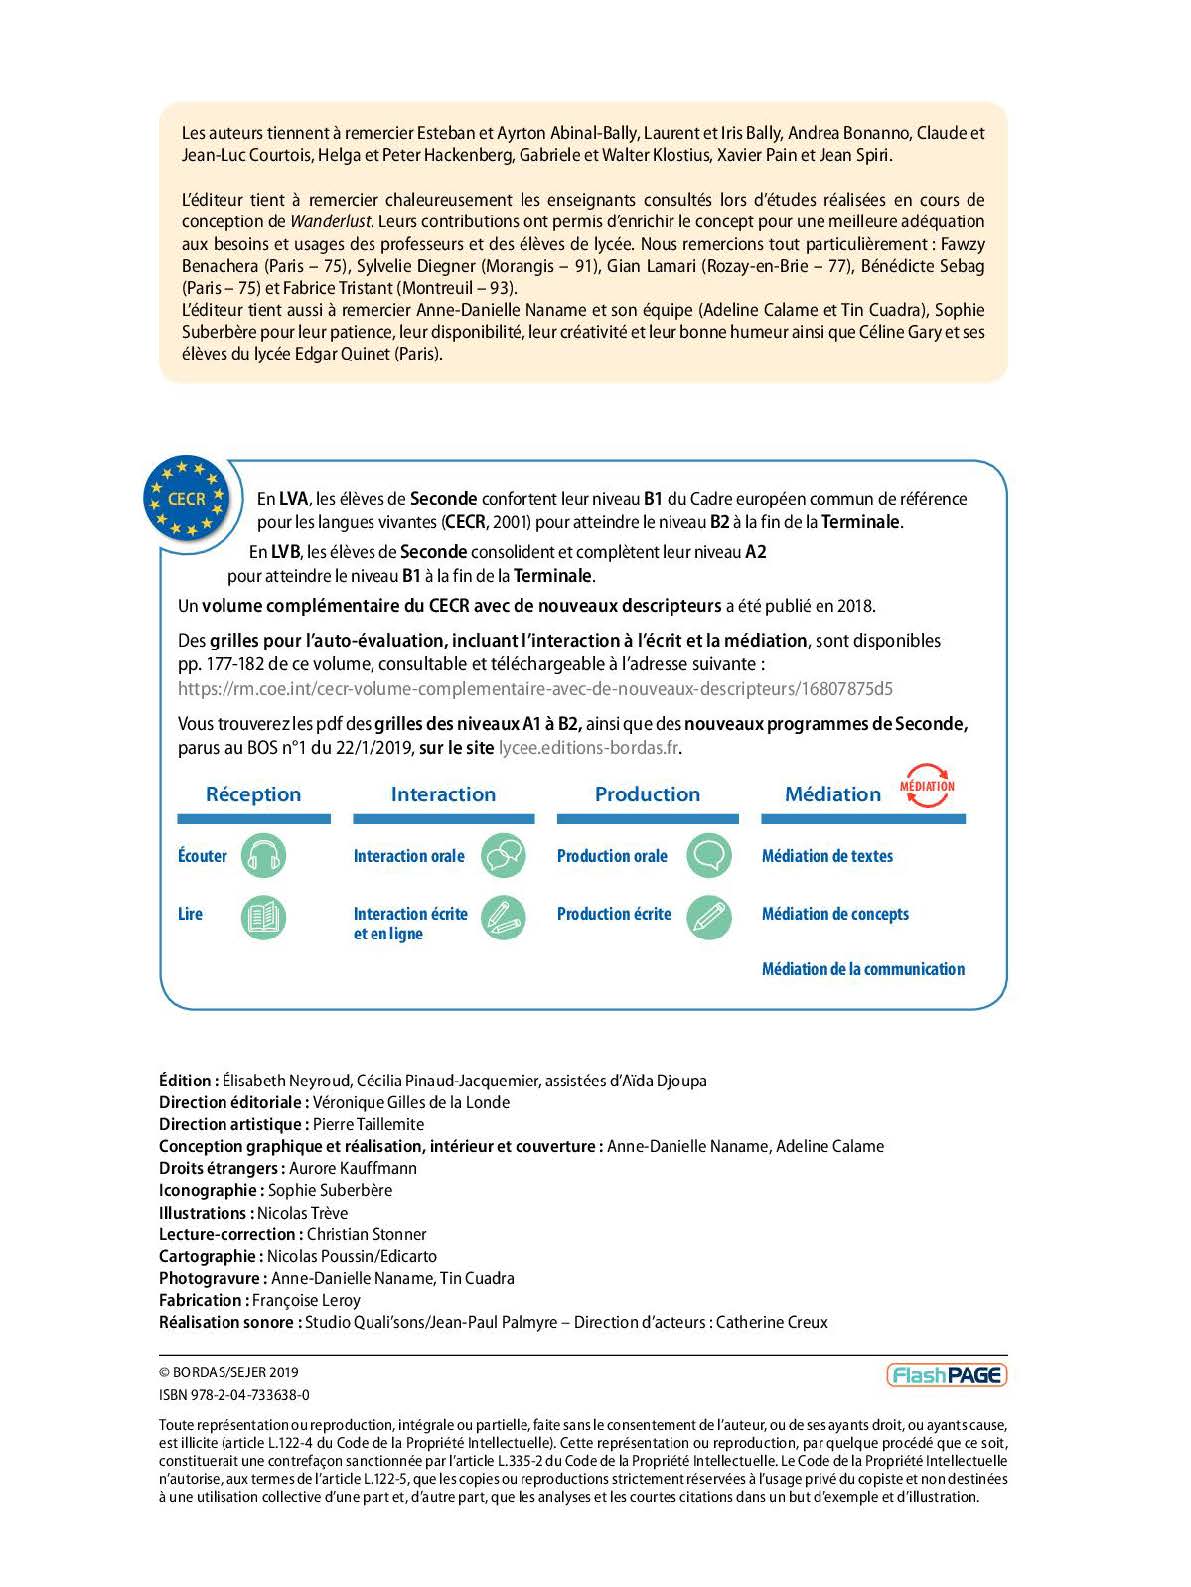 Les auteurs tiennent à remercier Esteban et Ayrton Abinal-Bally, Laurent et Iris Bally, Andrea Bonanno, Claude et
Jean-Luc Courtois, Helga et Peter Hackenberg, Gabriele et Walter Klostius, Xavier Pain et Jean Spiri.
L'éditeur tient à remercier chaleureusement les enseignants consultés lors d'études réalisées en cours de
conception de Wanderlust. Leurs contributions ont permis d'enrichir le concept pour une meilleure adéquation
aux besoins et usages des professeurs et des élèves de lycée. Nous remercions tout particulièrement : Fawzy
Benachera (Paris – 75), Sylvelie Diegner (Morangis – 91), Gian Lamari (Rozay-en-Brie – 77), Bénédicte Sebag
(Paris – 75) et Fabrice Tristant (Montreuil – 93).
L'éditeur tient aussi à remercier Anne-Danielle Naname et son équipe (Adeline Calame et Tin Cuadra), Sophie
Suberbère pour leur patience, leur disponibilité, leur créativité et leur bonne humeur ainsi que Céline Gary et ses
élèves du lycée Edgar Quinet (Paris).
CECR
En LVA, les élèves de Seconde confortent leur niveau B1 du Cadre européen commun de référence
pour les langues vivantes (CECR, 2001) pour atteindre le niveau B2 à la fin de la Terminale.
En LVB, les élèves de Seconde consolident et complètent leur niveau A2
pour atteindre le niveau B1 à la fin de la Terminale.
Un volume complémentaire du CECR avec de nouveaux descripteurs a été publié en 2018.
Des grilles pour l'auto-évaluation, incluant l'interaction à l'écrit et la médiation, sont disponibles
pp. 177-182 de ce volume, consultable et téléchargeable à l'adresse suivante :
https://rm.coe.int/cecr-volume-complementaire-avec-de-nouveaux-descripteurs/16807875d5
Vous trouverez les pdf des grilles des niveaux A1 à B2, ainsi que des nouveaux programmes de Seconde,
parus au BOS n°1 du 22/1/2019, sur le site lycee.editions-bordas.fr.
Réception Interaction Production Médiation MÉDIATION
Écouter Interaction orale Production orale Médiation de textes
Lire Interaction écrite Production écrite Médiation de concepts
et en ligne
Médiation de la communication
Édition : Élisabeth Neyroud, Cécilia Pinaud-Jacquemier, assistées d'Aïda Djoupa
Direction éditoriale : Véronique Gilles de la Londe
Direction artistique : Pierre Taillemite
Conception graphique et réalisation, intérieur et couverture : Anne-Danielle Naname, Adeline Calame
Droits étrangers : Aurore Kauffmann
Iconographie : Sophie Suberbère
Illustrations : Nicolas Trève
Lecture-correction : Christian Stonner
Cartographie : Nicolas Poussin/Edicarto
Photogravure : Anne-Danielle Naname, Tin Cuadra
Fabrication : Françoise Leroy
Réalisation sonore : Studio Quali'sons/Jean-Paul Palmyre – Direction d'acteurs : Catherine Creux
© BORDAS/SEJER 2019 FlashPAGE
ISBN 978-2-04-733638-0
Toute représentation ou reproduction, intégrale ou partielle, faite sans le consentement de l'auteur, ou de ses ayants droit, ou ayants cause,
est illicite (article L.122-4 du Code de la Propriété Intellectuelle). Cette représentation ou reproduction, par quelque procédé que ce soit,
constituerait une contrefaçon sanctionnée par l'article L.335-2 du Code de la Propriété Intellectuelle. Le Code de la Propriété Intellectuelle
n'autorise, aux termes de l'article L.122-5, que les copies ou reproductions strictement réservées à l'usage privé du copiste et non destinées
à une utilisation collective d'une part et, d'autre part, que les analyses et les courtes citations dans un but d'exemple et d'illustration.